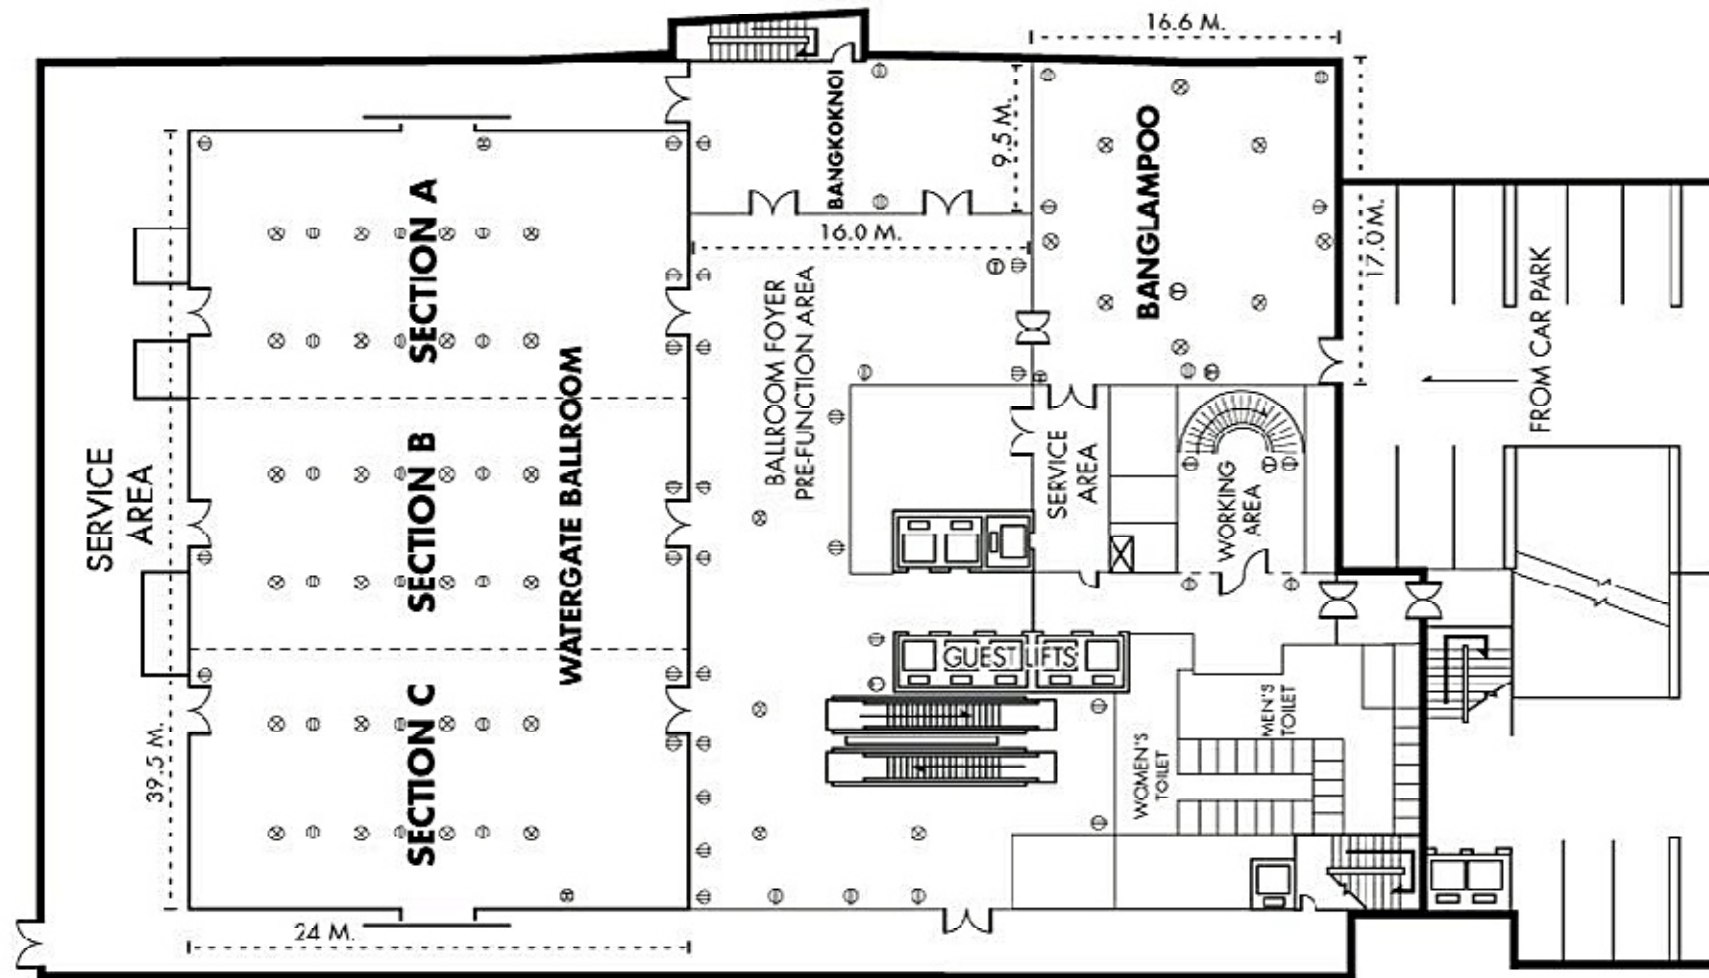 16.6 M.
BANGKOKNOI
9.5 M.
BANGLAMPOO
16.0 M.
17.0 M.
SECTION A
BALLROOM FOYER
PRE-FUNCTION AREA
FROM CAR PARK
SERVICE
AREA
SECTION B
WATERGATE BALLROOM
SERVICE
AREA
WORKING
AREA
GUEST LIFTS
SECTION C
MEN'S
TOILET
WOMEN'S
TOILET
39.5 M.
24 M.